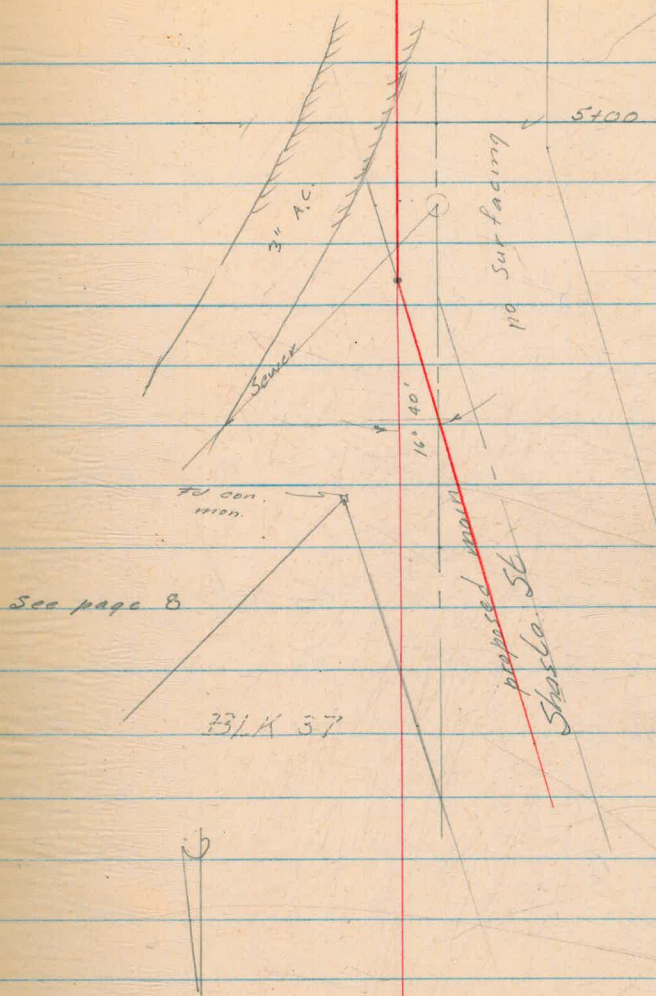 5+00
3" A.C.
no Surfacing
Sewer
16° 40'
Fd con.
mon.
proposed main
Shasta St
See page 8
BLK 37